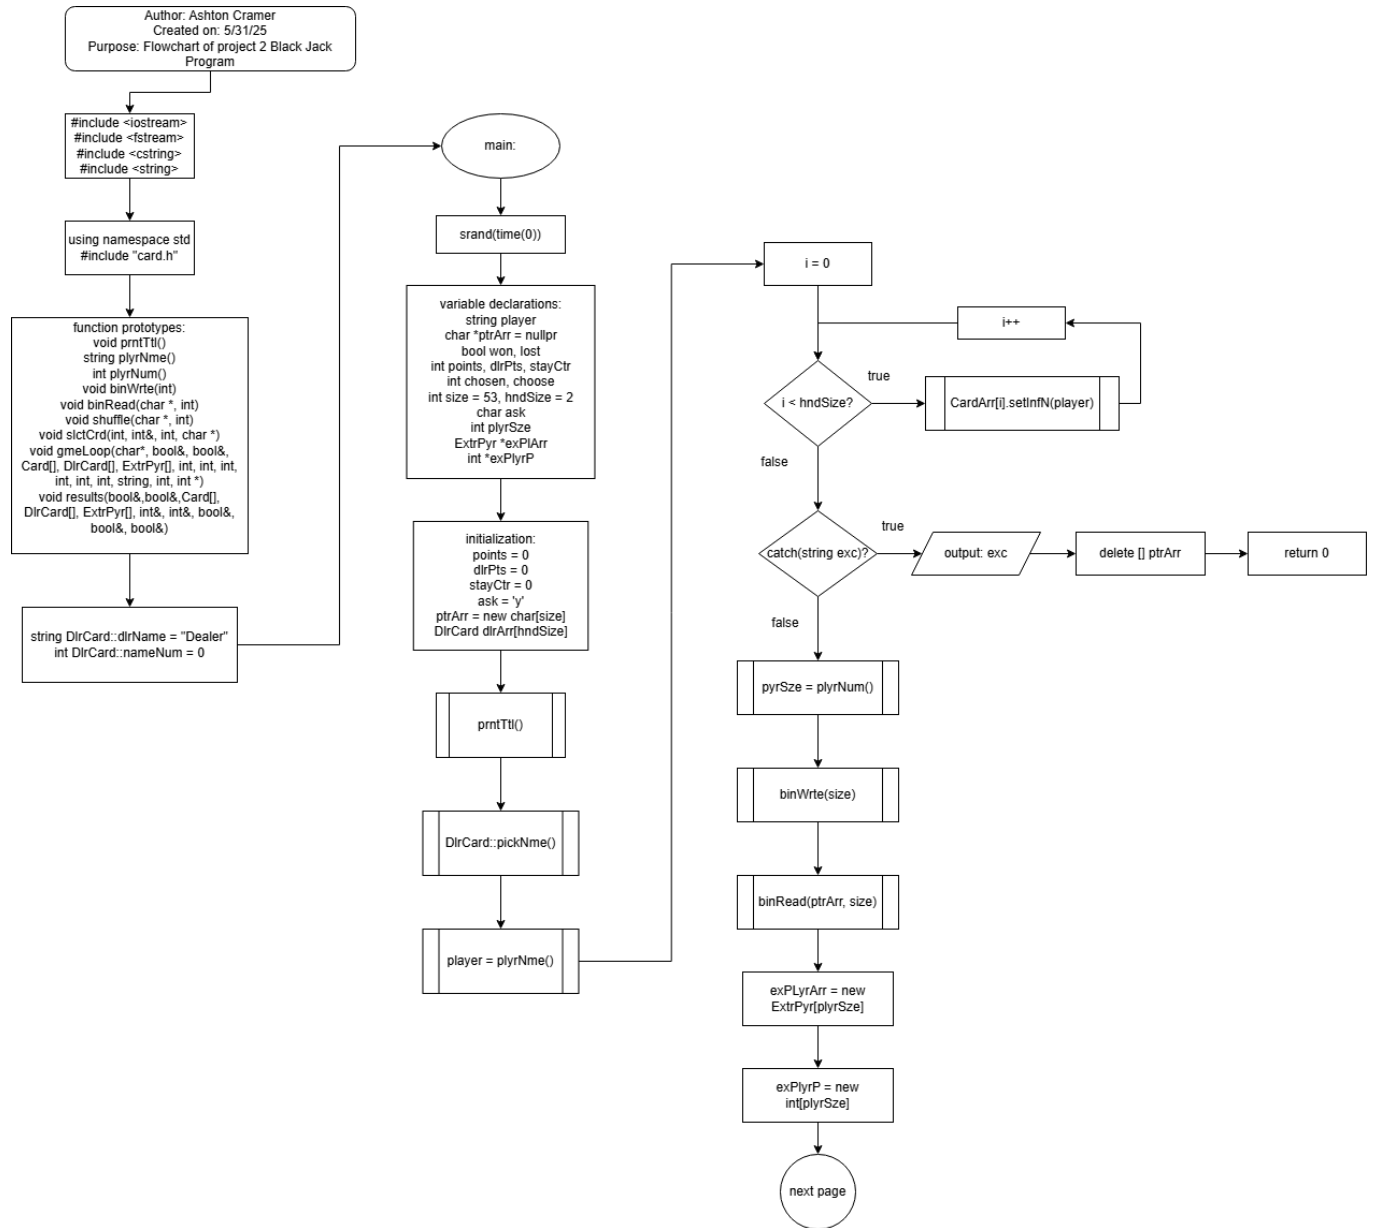 Author: Ashton Cramer
Created on: 5/31/25
Purpose: Flowchart of project 2 Black Jack
Program
#include <iostream>
#include <fstream>
#include <cstring>
#include <string>
using namespace std
#include "card.h"
function prototypes:
void prntTtl()
string plyrNme()
int plyrNum()
void binWrte(int)
void binRead(char *, int)
void shuffle(char *, int)
void slctCrd(int, int&, int, char *)
void gmeLoop(char*, bool&, bool&,
Card[], DlrCard[], ExtrPyr[], int, int, int,
int, int, int, string, int, int *)
void results(bool&,bool&,Card[],
DlrCard[], ExtrPyr[], int&, int&, bool&,
bool&, bool&)
string DlrCard::dlrName = "Dealer"
int DlrCard::nameNum = 0
main:
srand(time(0))
variable declarations:
string player
char *ptrArr = nullpr
bool won, lost
int points, dlrPts, stayCtr
int chosen, choose
int size = 53, hndSize = 2
char ask
int plyrSze
ExtrPyr *exPlArr
int *exPlyrP
initialization:
points = 0
dlrPts = 0
stayCtr = 0
ask = 'y'
ptrArr = new char[size]
DlrCard dlrArr[hndSize]
prntTtl()
DlrCard::pickNme()
player = plyrNme()
i = 0
i++
i < hndSize?
true
CardArr[i].setInfN(player)
false
catch(string exc)?
true
output: exc
delete [] ptrArr
return 0
false
pyrSze = plyrNum()
binWrte(size)
binRead(ptrArr, size)
exPLyrArr = new
ExtrPyr[plyrSze]
exPlyrP = new
int[plyrSze]
next page